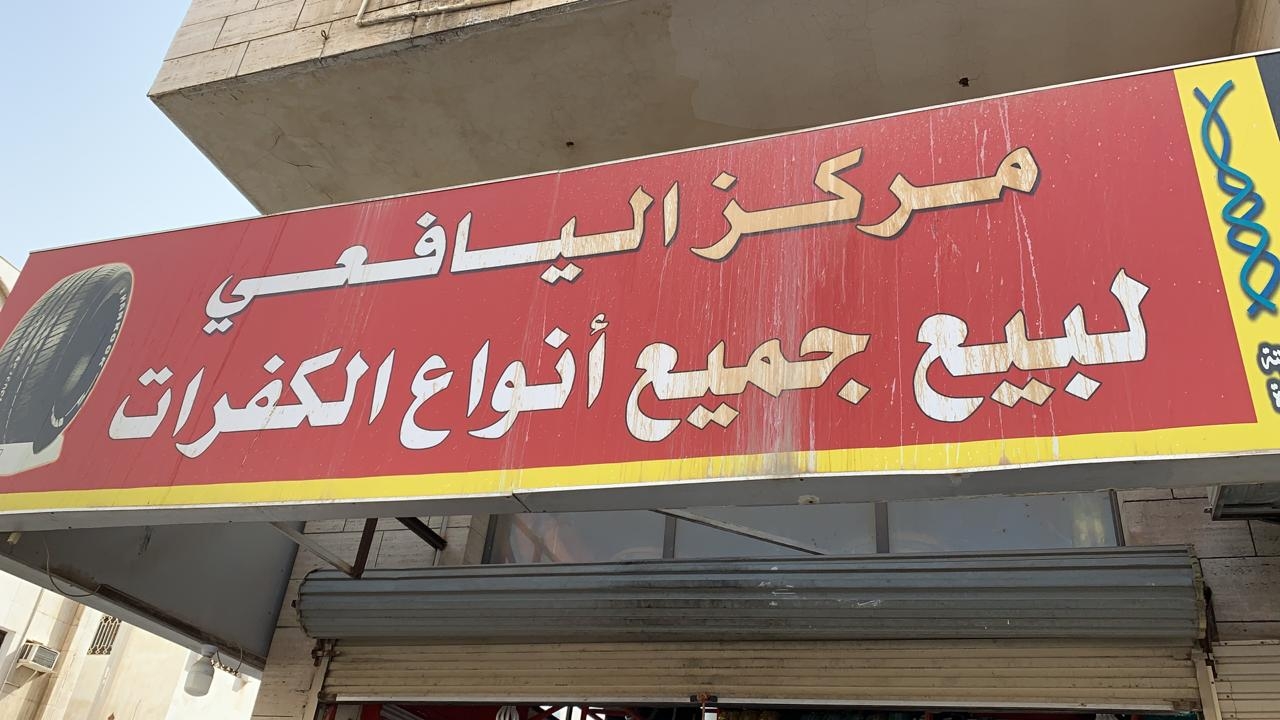 مركز اليافعي
لبيع جميع أنواع الكفرات